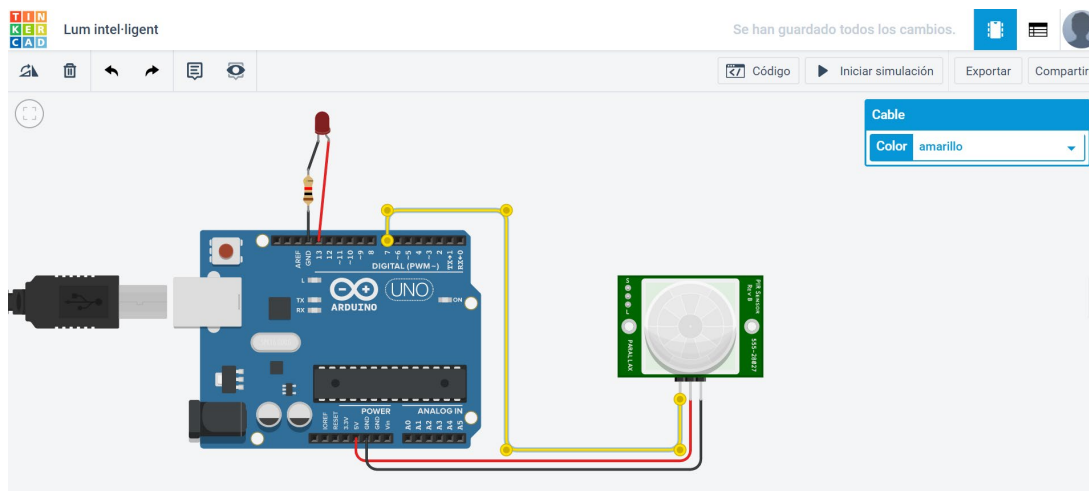 TIN
KER
CAD
Lum intel·ligent
Se han guardado todos los cambios.
Código
Iniciar simulación
Exportar
Compartir
Cable
Color amarillo
AREF
GND
13
12
~11
~10
~9
8
7
~6
~5
4
~3
2
TX→1
RX←0
DIGITAL (PWM~)
L
TX
RX
ARDUINO
UNO
ON
IOREF
RESET
3.3V
5V
GND
GND
Vin
POWER
ANALOG IN
A0
A1
A2
A3
A4
A5
S
L
PIR Sensor
Rev B
PARALLAX
555-28027